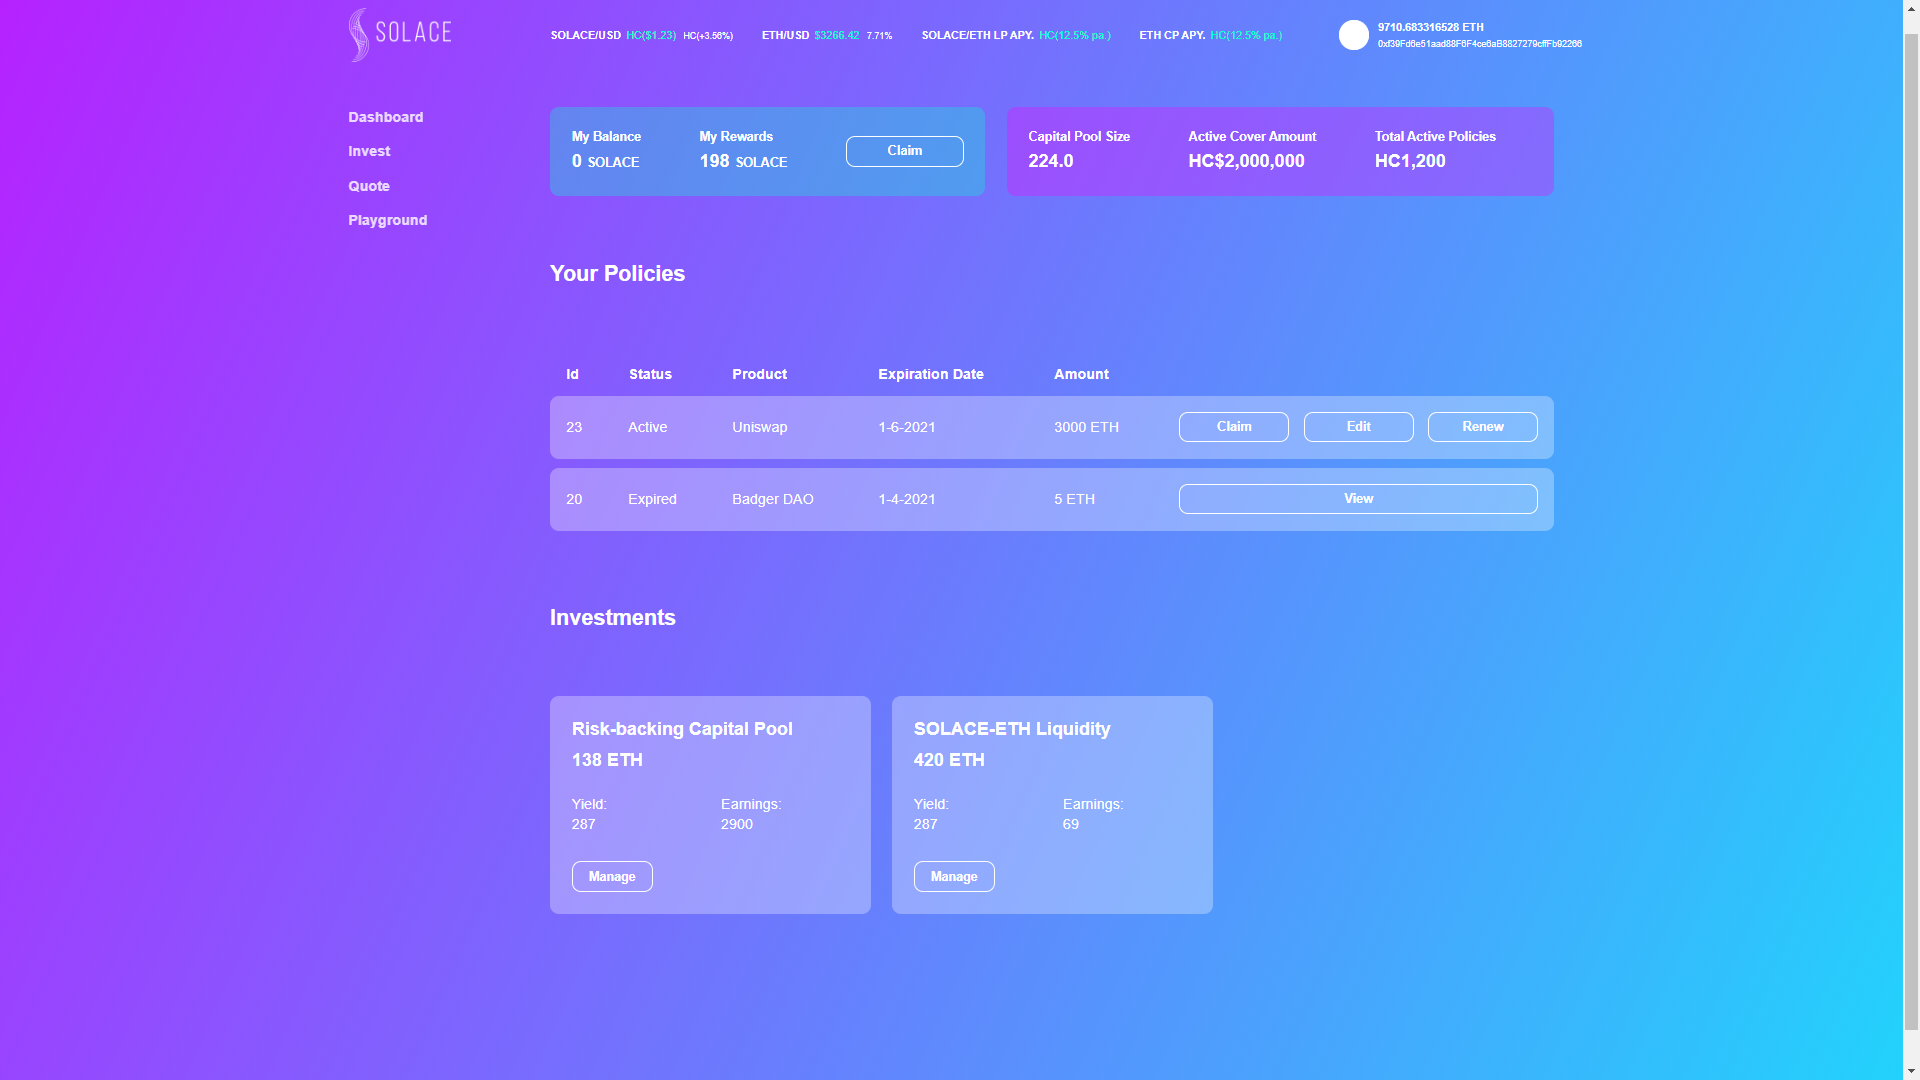 SOLACE
SOLACE/USD HC($1.23) HC(+3.56%) ETH/USD $3266.42 7.71% SOLACE/ETH LP APY. HC(12.5% pa.) ETH CP APY. HC(12.5% pa.)
9710.683316528 ETH
0xf39Fd6e51aad88F6F4ce6aB8827279cffFb92266
Dashboard
Invest
Quote
Playground
My Balance My Rewards
0 SOLACE 198 SOLACE
Claim
Capital Pool Size Active Cover Amount Total Active Policies
224.0 HC$2,000,000 HC1,200
Your Policies
Id Status Product Expiration Date Amount
23 Active Uniswap 1-6-2021 3000 ETH Claim Edit Renew
20 Expired Badger DAO 1-4-2021 5 ETH View
Investments
Risk-backing Capital Pool
138 ETH
Yield: Earnings:
287 2900
Manage
SOLACE-ETH Liquidity
420 ETH
Yield: Earnings:
287 69
Manage